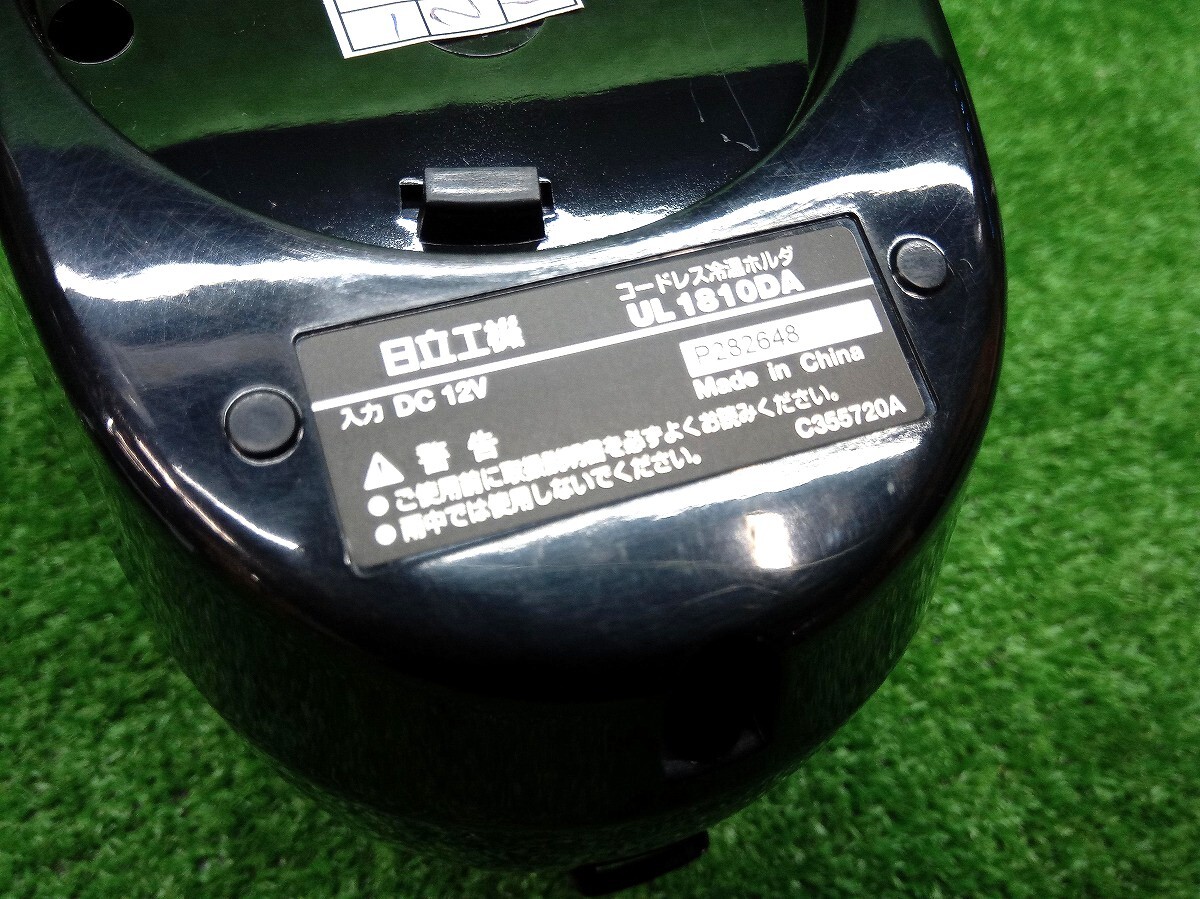 1 2
コードレス冷温ホルダ
日立工機 UL1810DA
入力 DC 12V
P282648
Made in China
警告
●ご使用前に取扱説明書を必ずよくお読みください。
●雨中では使用しないでください。
C355720A